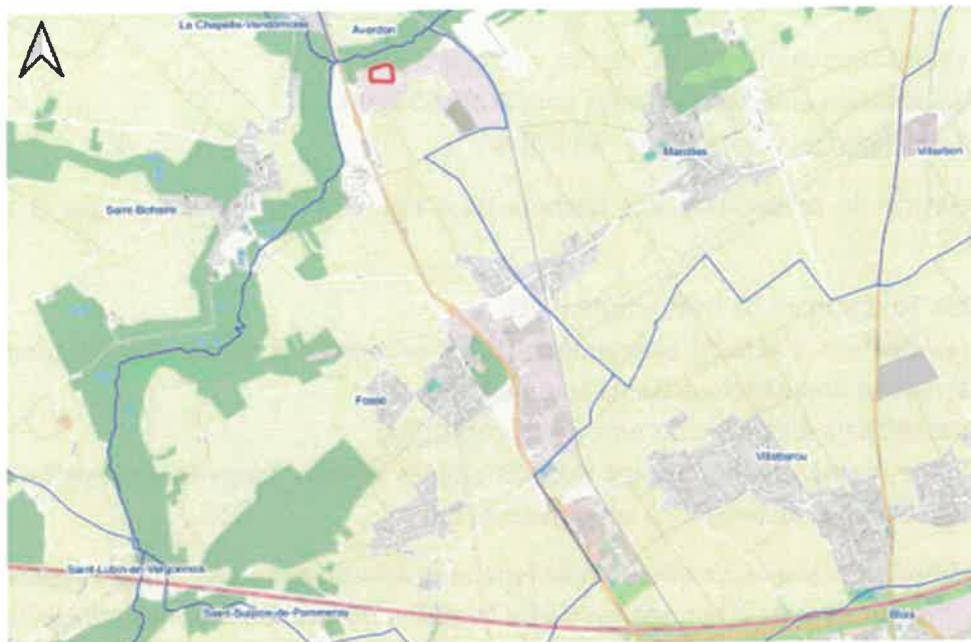 La Chapelle-Vendômoise
Averdon
Marolles
Villerbon
Saint-Bohaire
Fossé
Villebarou
Saint-Lubin-en-Vergonnois
Saint-Sulpice-de-Pommeray
Blois